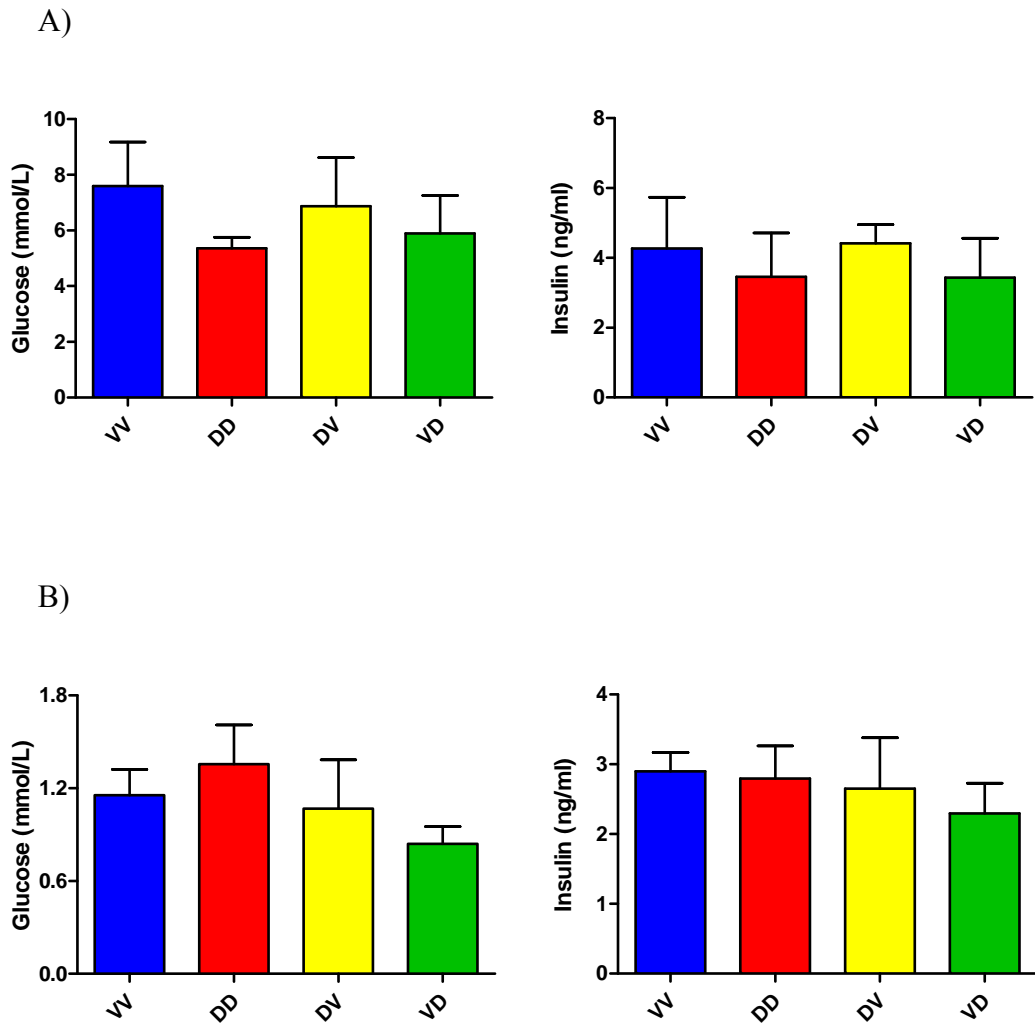 A)
Glucose (mmol/L)
10
8
6
4
2
0
VV
DD
DV
VD
Insulin (ng/ml)
8
6
4
2
0
VV
DD
DV
VD
B)
Glucose (mmol/L)
1.8
1.2
0.6
0.0
VV
DD
DV
VD
Insulin (ng/ml)
4
3
2
1
0
VV
DD
DV
VD